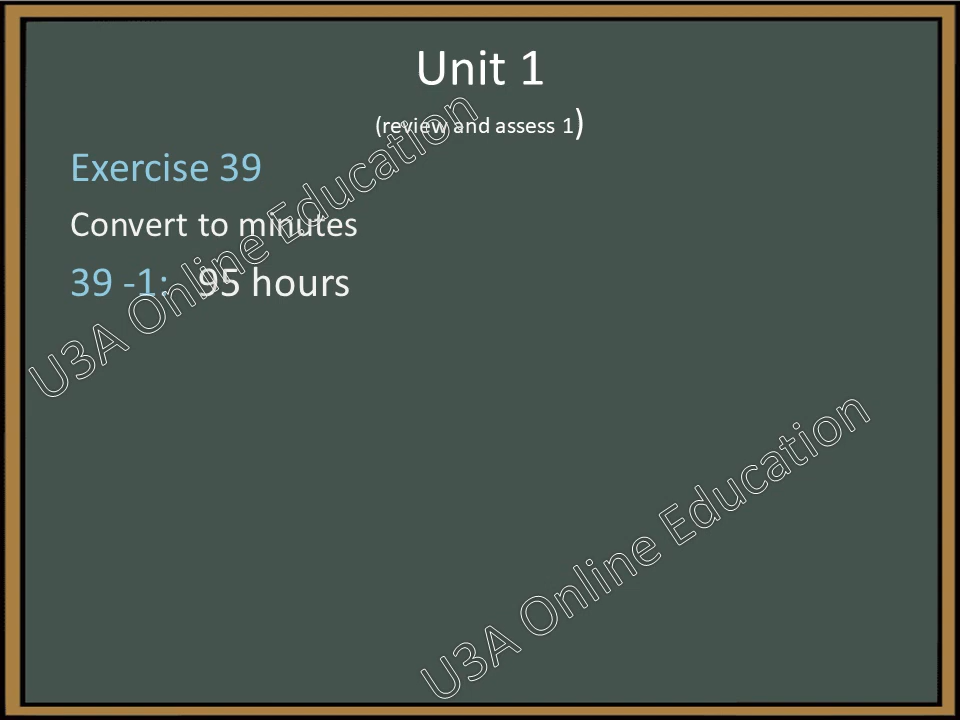 Unit 1
(review and assess 1)
Exercise 39
Convert to minutes
39 -1: 95 hours
U3A Online Education
U3A Online Education